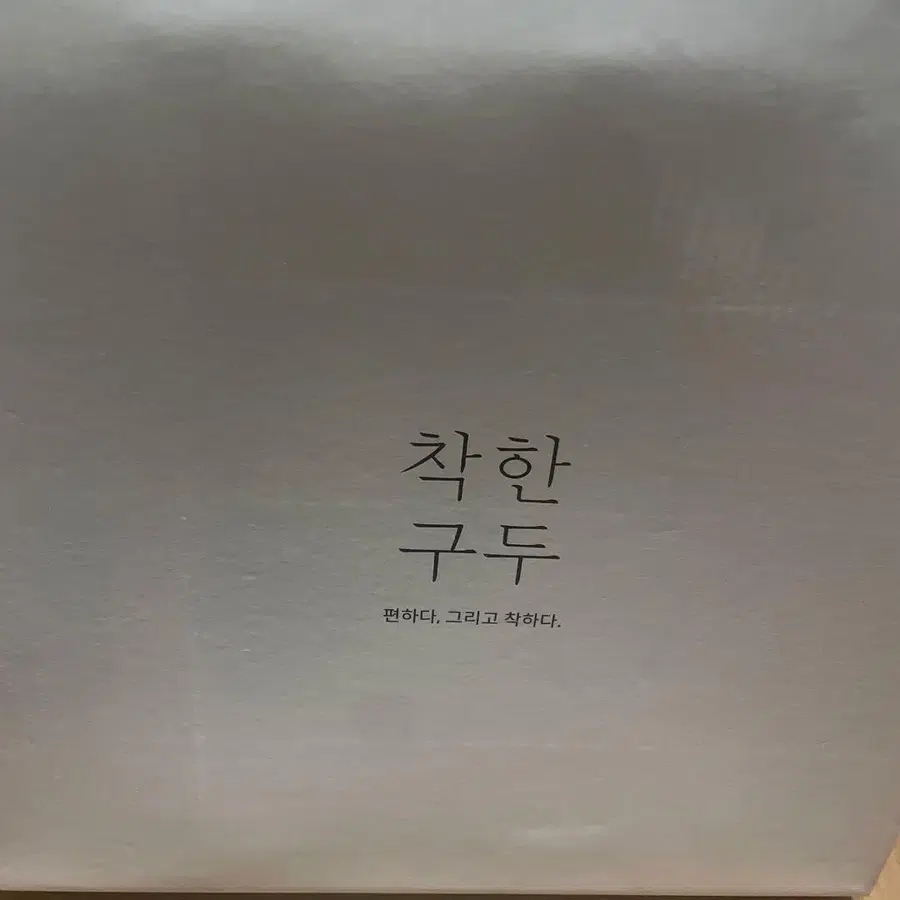 착한
구두
편하다, 그리고 착하다.